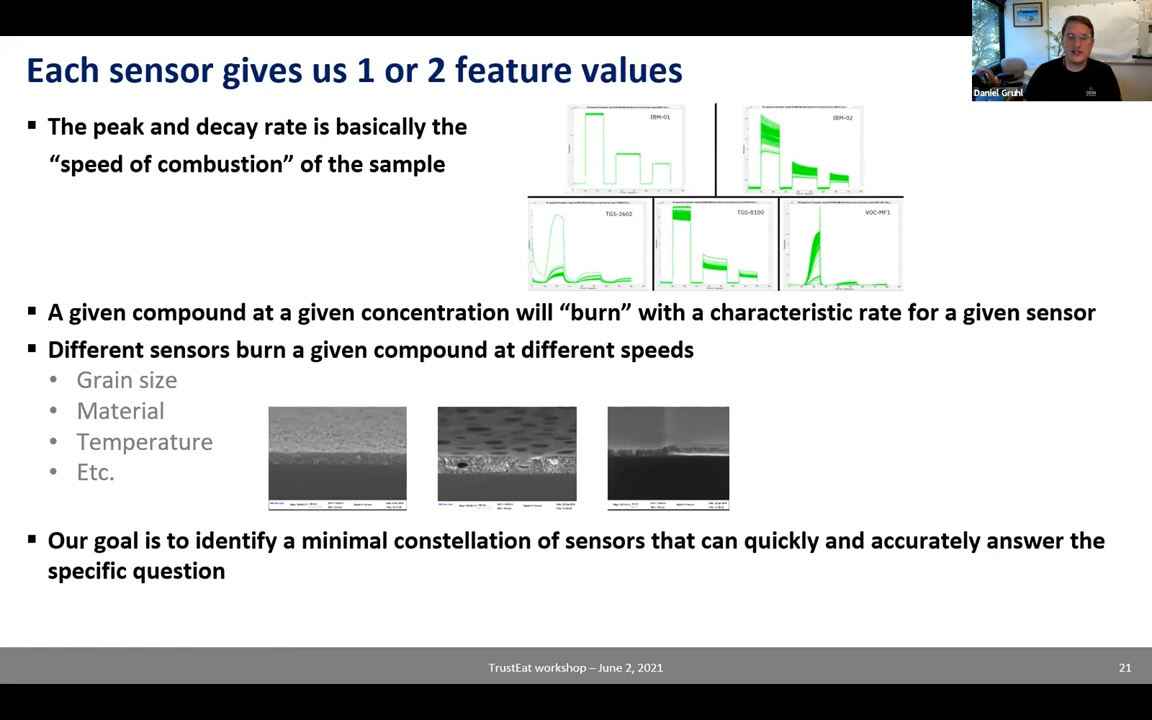 Each sensor gives us 1 or 2 feature values
Daniel Gruhl
▪ The peak and decay rate is basically the
“speed of combustion” of the sample
IBM-01
IBM-02
TGS-2602
TGS-8100
VOC-MF1
▪ A given compound at a given concentration will “burn” with a characteristic rate for a given sensor
▪ Different sensors burn a given compound at different speeds
• Grain size
• Material
• Temperature
• Etc.
▪ Our goal is to identify a minimal constellation of sensors that can quickly and accurately answer the
specific question
TrustEat workshop – June 2, 2021
21